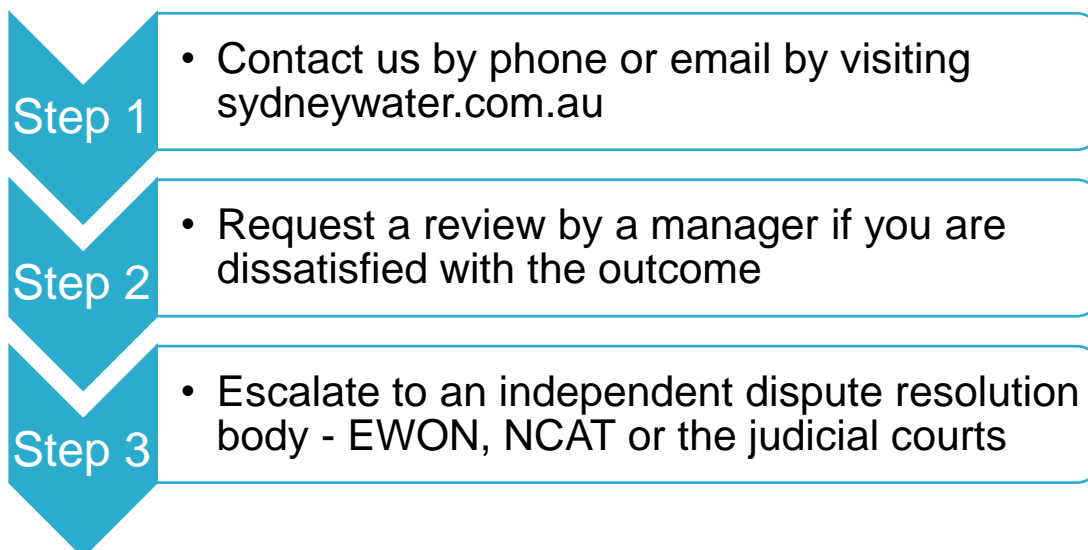 Step 1
• Contact us by phone or email by visiting
sydneywater.com.au
Step 2
• Request a review by a manager if you are
dissatisfied with the outcome
Step 3
• Escalate to an independent dispute resolution
body - EWON, NCAT or the judicial courts